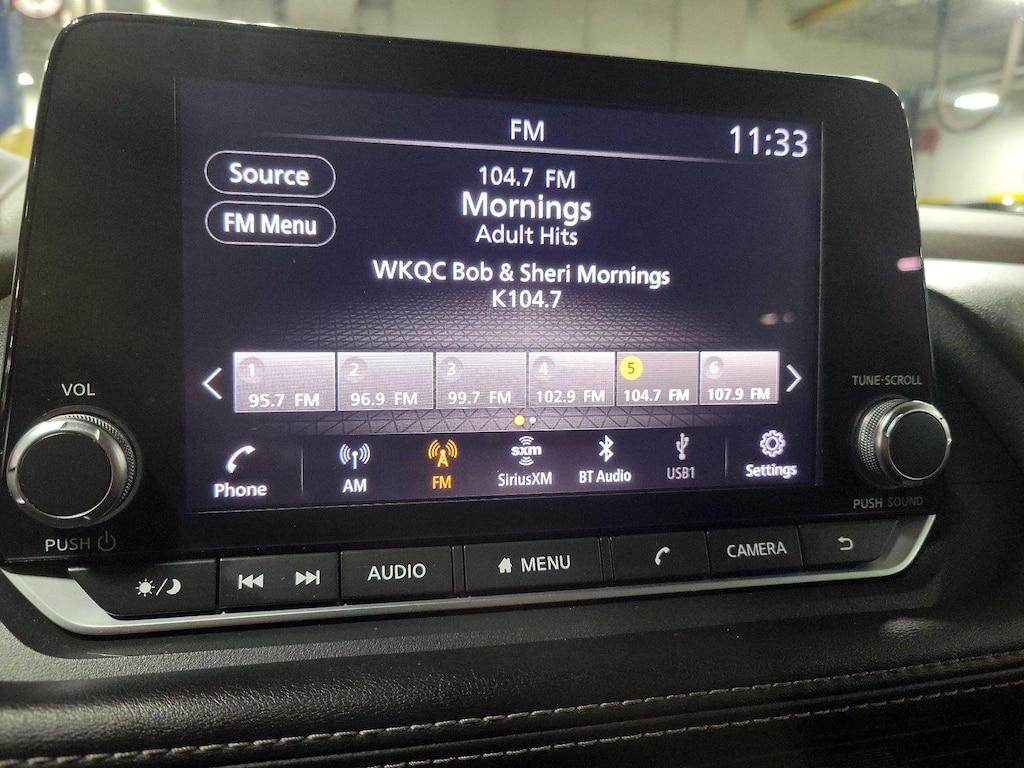 FM
11:33
Source
FM Menu
104.7 FM
Mornings
Adult Hits
WKQC Bob & Sheri Mornings
K104.7
1
95.7 FM
2
96.9 FM
3
99.7 FM
4
102.9 FM
5
104.7 FM
6
107.9 FM
VOL
TUNE·SCROLL
Phone
AM
FM
sxm
SiriusXM
BT Audio
USB1
Settings
PUSH
PUSH SOUND
AUDIO
MENU
CAMERA